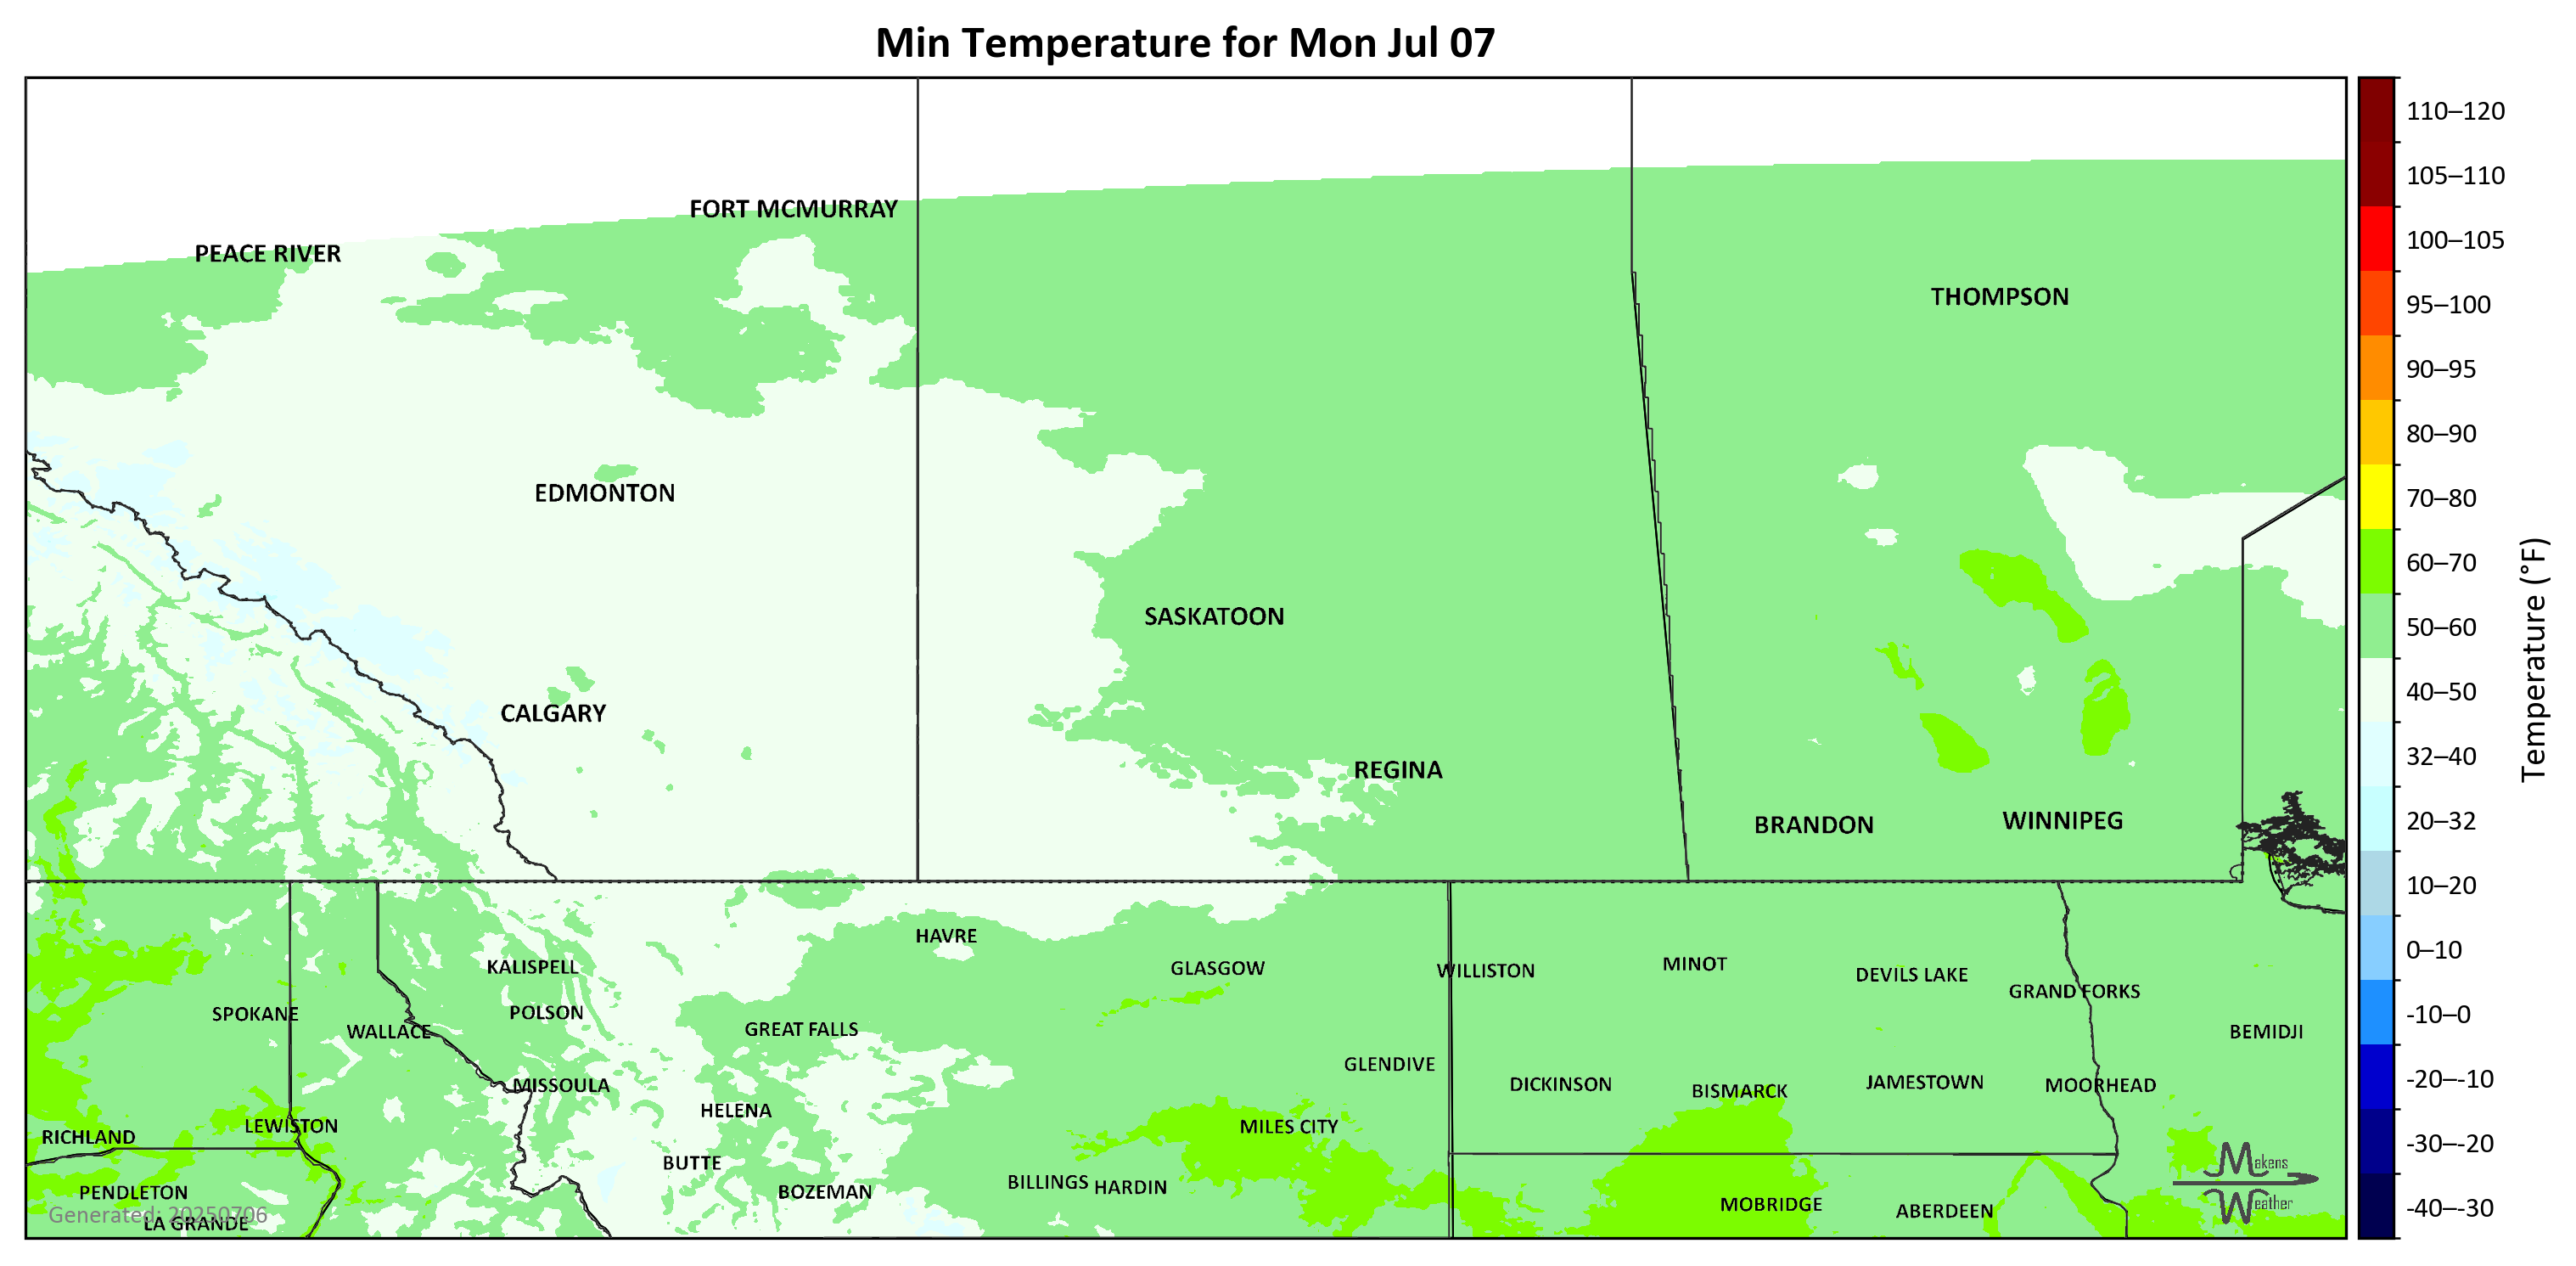 Min Temperature for Mon Jul 07
FORT MCMURRAY
PEACE RIVER
THOMPSON
EDMONTON
SASKATOON
CALGARY
REGINA
BRANDON
WINNIPEG
HAVRE
KALISPELL
GLASGOW
WILLISTON
MINOT
DEVILS LAKE
GRAND FORKS
SPOKANE
POLSON
WALLACE
GREAT FALLS
BEMIDJI
GLENDIVE
MISSOULA
DICKINSON
BISMARCK
JAMESTOWN
MOORHEAD
HELENA
LEWISTON
MILES CITY
RICHLAND
BUTTE
BILLINGS
HARDIN
PENDLETON
BOZEMAN
MOBRIDGE
ABERDEEN
Generated: 20250706
LA GRANDE
Makens
Weather
110–120
105–110
100–105
95–100
90–95
80–90
70–80
60–70
50–60
40–50
32–40
20–32
10–20
0–10
-10–0
-20–-10
-30–-20
-40–-30
Temperature (°F)